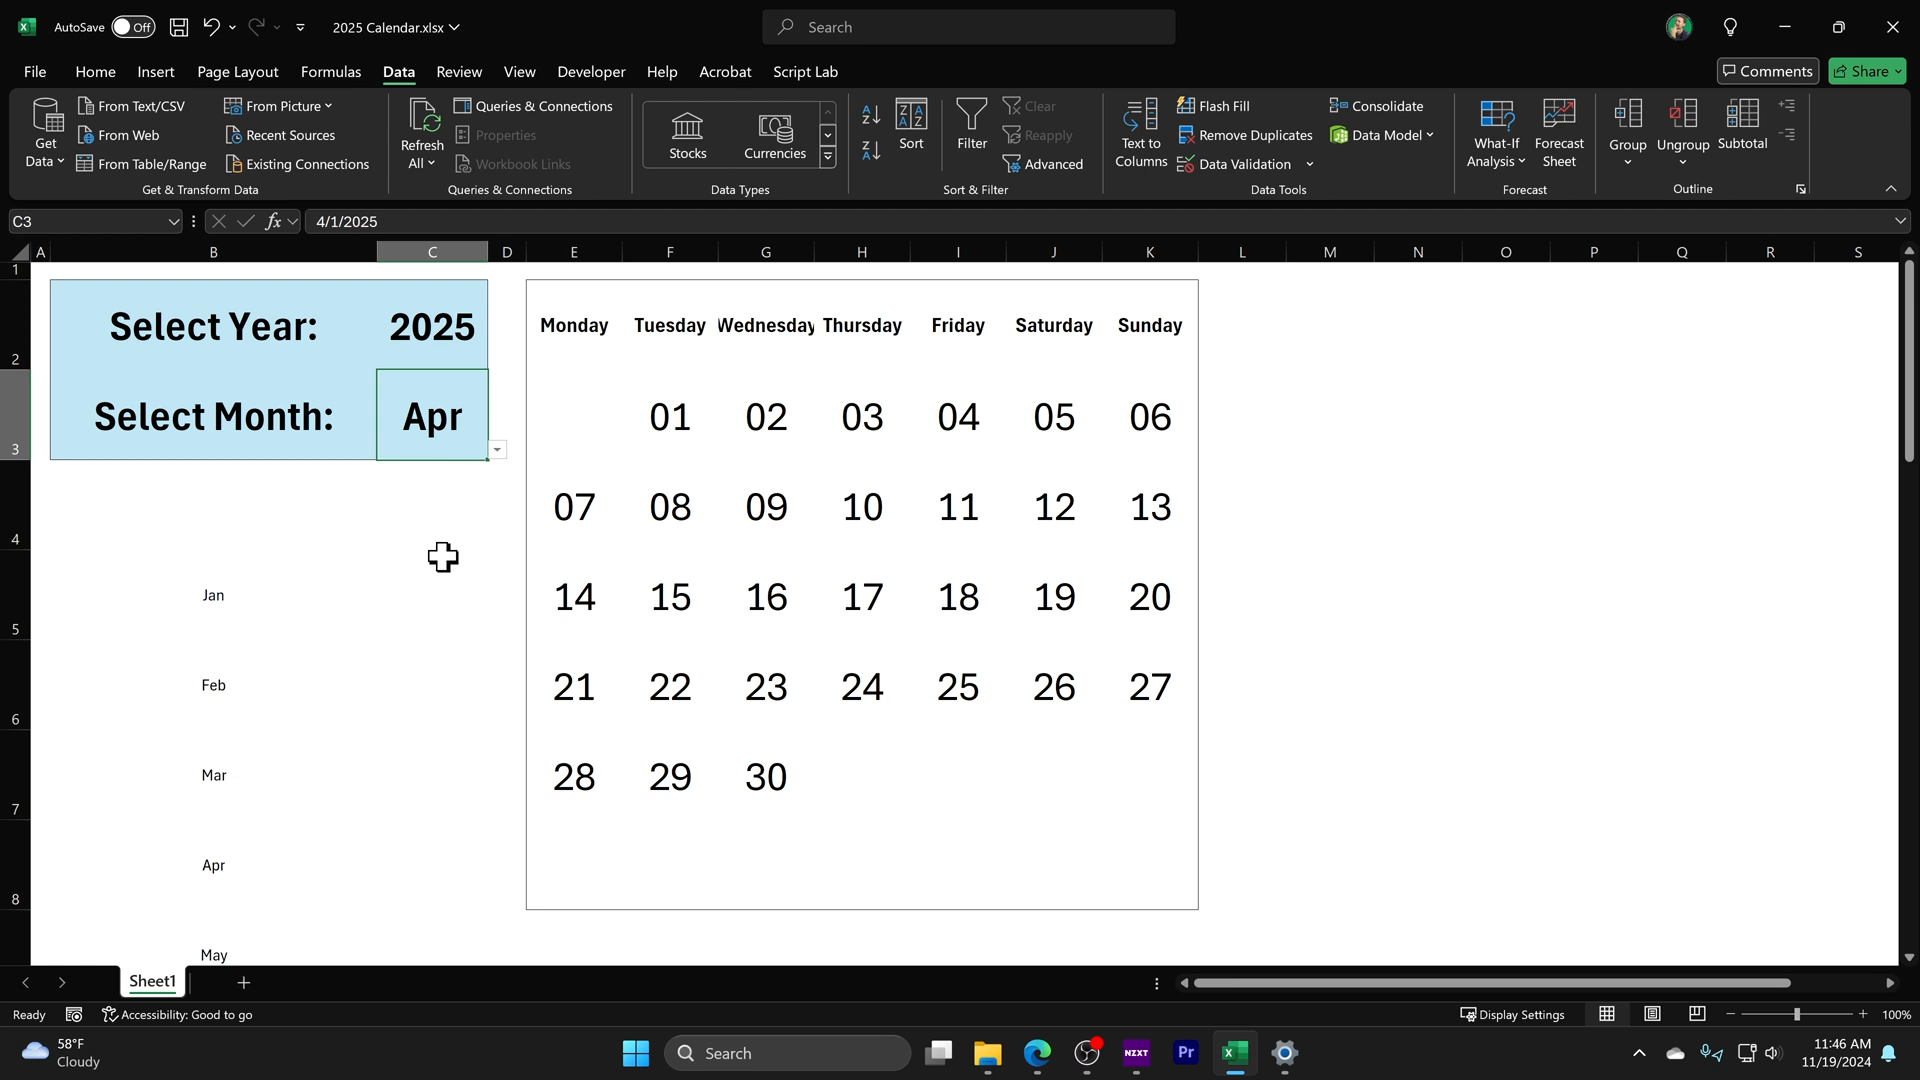 AutoSave Off 2025 Calendar.xlsx Search
File Home Insert Page Layout Formulas Data Review View Developer Help Acrobat Script Lab Comments Share
Get Data
From Text/CSV
From Web
From Table/Range
From Picture
Recent Sources
Existing Connections
Get & Transform Data
Refresh All
Queries & Connections
Properties
Workbook Links
Queries & Connections
Stocks Currencies
Data Types
Sort
Filter
Clear
Reapply
Advanced
Sort & Filter
Text to Columns
Flash Fill
Remove Duplicates
Data Validation
Consolidate
Data Model
Data Tools
What-If Analysis
Forecast Sheet
Forecast
Group Ungroup Subtotal
Outline
C3 fx 4/1/2025
A B C D E F G H I J K L M N O P Q R S
1
2
3
4
5
6
7
8
Select Year: 2025
Select Month: Apr
Jan
Feb
Mar
Apr
May
Monday Tuesday Wednesday Thursday Friday Saturday Sunday
01 02 03 04 05 06
07 08 09 10 11 12 13
14 15 16 17 18 19 20
21 22 23 24 25 26 27
28 29 30
Sheet1
Ready Accessibility: Good to go Display Settings 100%
58°F
Cloudy
Search
NZXT
Pr
11:46 AM
11/19/2024